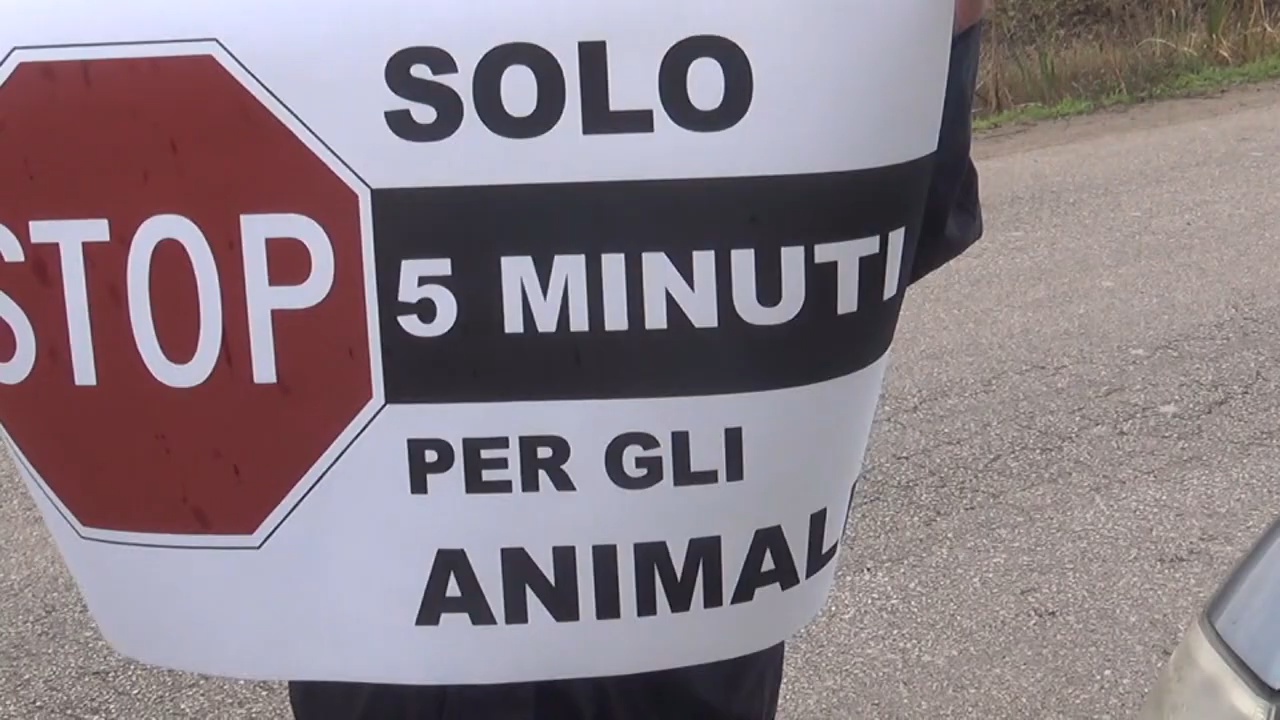 STOP
SOLO
5 MINUTI
PER GLI
ANIMAL